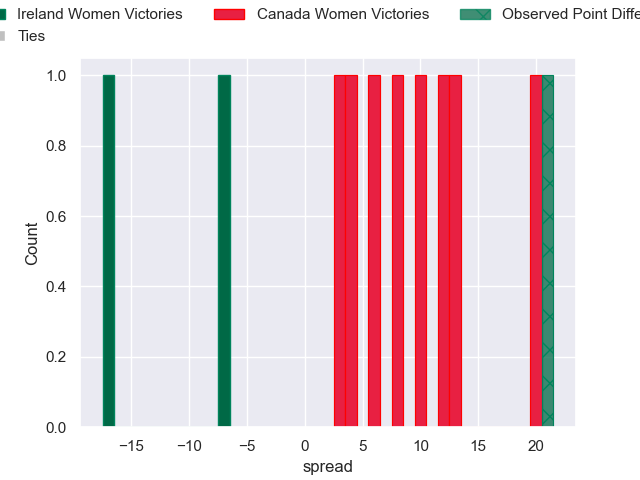 Ireland Women Victories Canada Women Victories Observed Point Diffe
Ties
1.0
0.8
0.6
0.4
0.2
0.0
Count
−15 −10 −5 0 5 10 15 20
spread